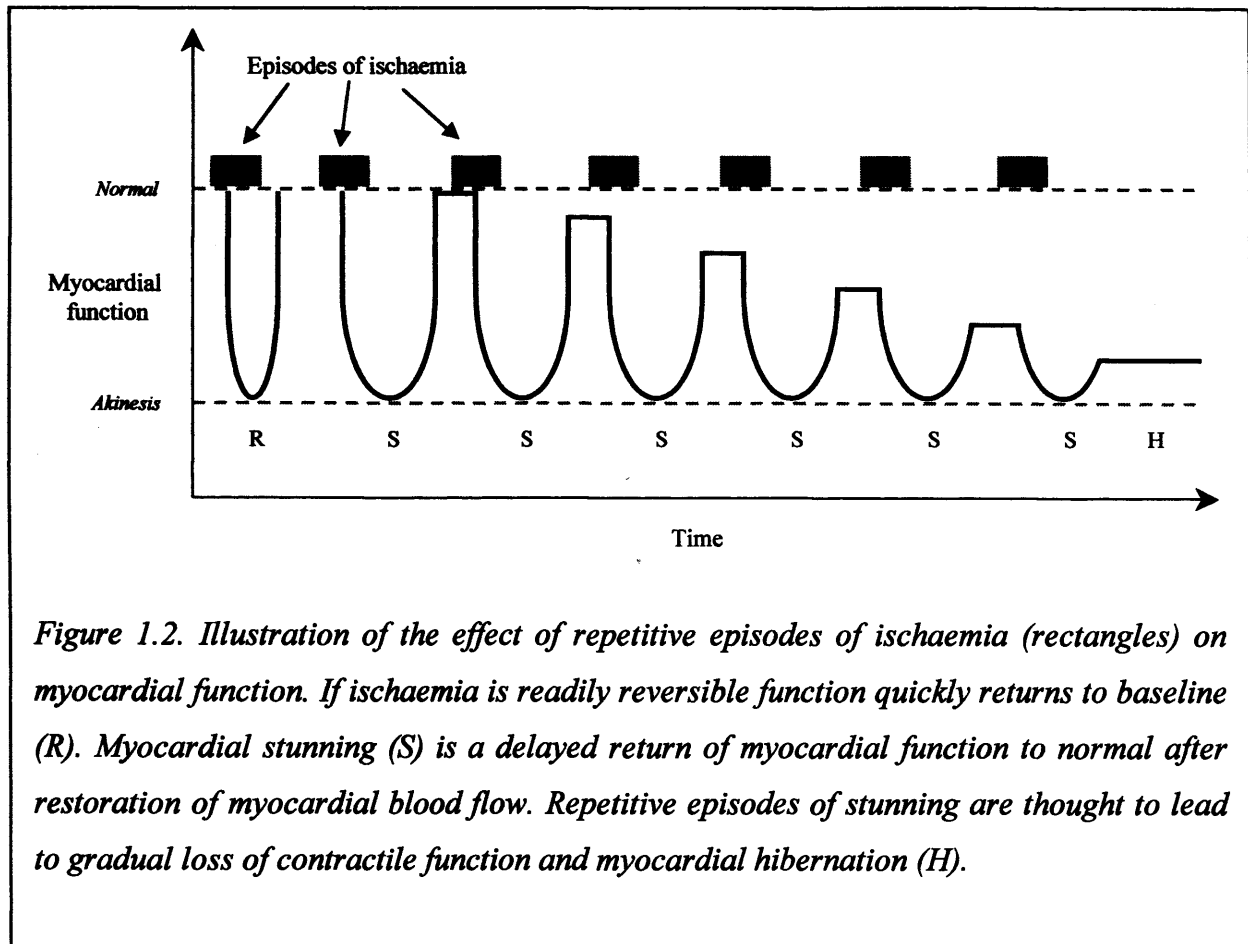 Episodes of ischaemia
Normal
Myocardial
function
Akinesis
R S S S S S S H
Time
Figure 1.2. Illustration of the effect of repetitive episodes of ischaemia (rectangles) on
myocardial function. If ischaemia is readily reversible function quickly returns to baseline
(R). Myocardial stunning (S) is a delayed return of myocardial function to normal after
restoration of myocardial blood flow. Repetitive episodes of stunning are thought to lead
to gradual loss of contractile function and myocardial hibernation (H).